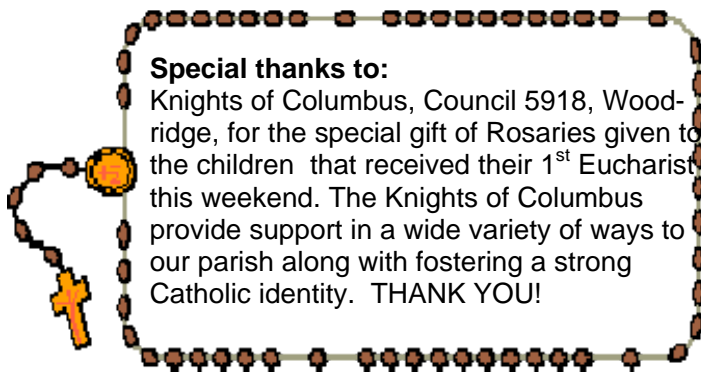 Special thanks to:
Knights of Columbus, Council 5918, Wood-
ridge, for the special gift of Rosaries given to
the children  that received their 1st Eucharist
this weekend. The Knights of Columbus
provide support in a wide variety of ways to
our parish along with fostering a strong
Catholic identity.  THANK YOU!